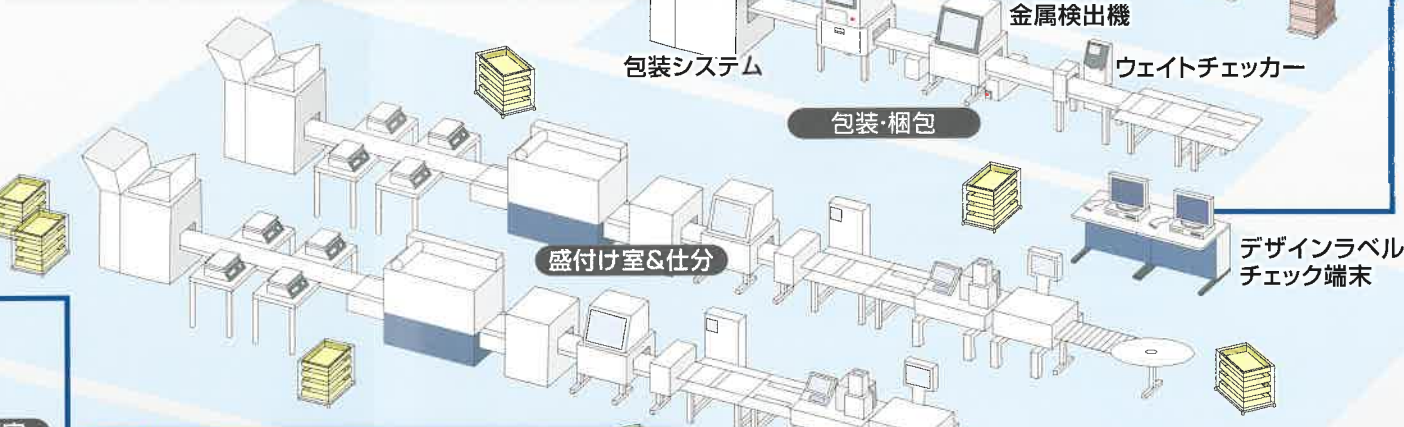 金属検出機
包装システム
ウェイトチェッカー
包装・梱包
盛付け室&仕分
デザインラベル
チェック端末
室